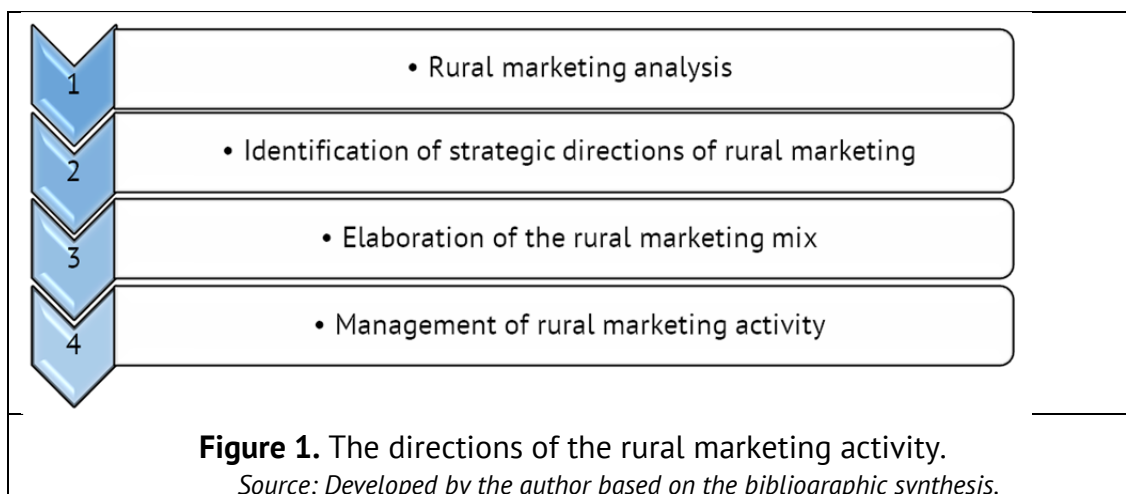 1
• Rural marketing analysis
2
• Identification of strategic directions of rural marketing
3
• Elaboration of the rural marketing mix
4
• Management of rural marketing activity
Figure 1. The directions of the rural marketing activity.
Source: Developed by the author based on the bibliographic synthesis.